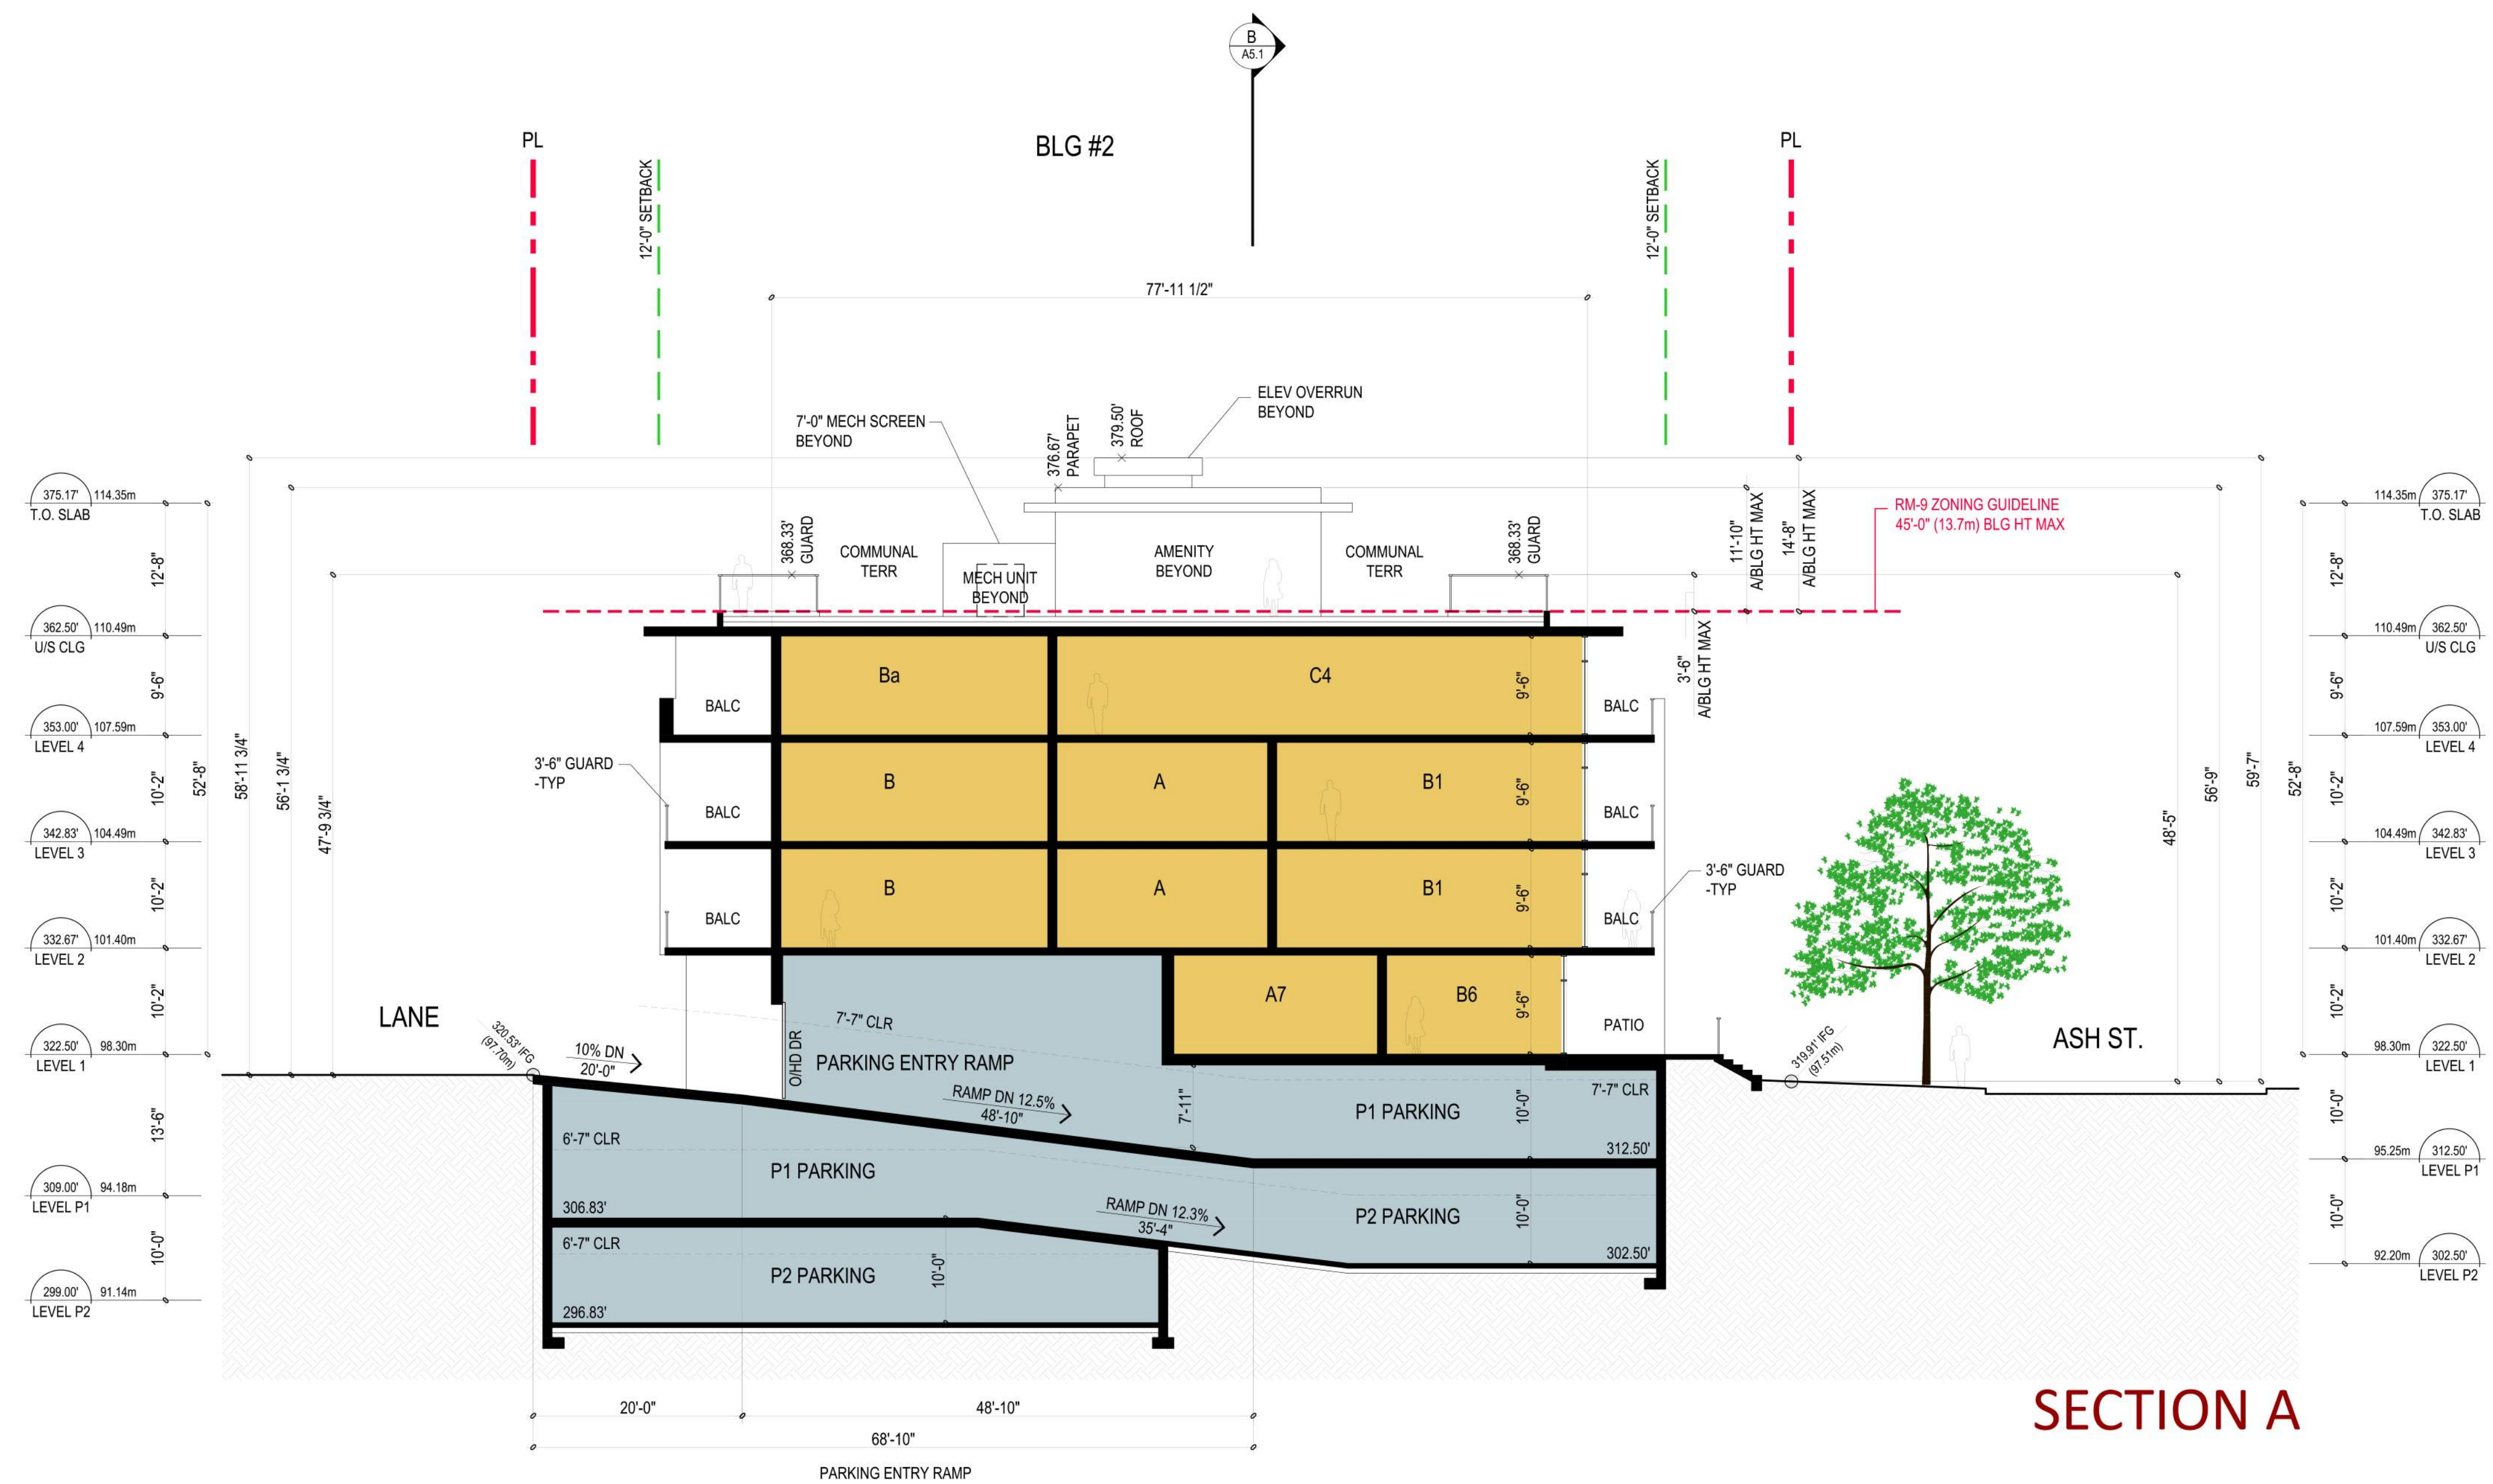 B
A5.1
BLG #2
PL
12'-0" SETBACK
12'-0" SETBACK
PL
77'-11 1/2"
7'-0" MECH SCREEN
BEYOND
376.67'
PARAPET
379.50'
ROOF
ELEV OVERRUN
BEYOND
RM-9 ZONING GUIDELINE
45'-0" (13.7m) BLG HT MAX
11'-10"
A/BLG HT MAX
14'-8"
A/BLG HT MAX
3'-6"
A/BLG HT MAX
368.33'
GUARD
COMMUNAL
TERR
MECH UNIT
BEYOND
AMENITY
BEYOND
COMMUNAL
TERR
368.33'
GUARD
375.17' 114.35m
T.O. SLAB
12'-8"
362.50' 110.49m
U/S CLG
9'-6"
353.00' 107.59m
LEVEL 4
10'-2"
342.83' 104.49m
LEVEL 3
10'-2"
332.67' 101.40m
LEVEL 2
10'-2"
322.50' 98.30m
LEVEL 1
13'-6"
309.00' 94.18m
LEVEL P1
10'-0"
299.00' 91.14m
LEVEL P2
52'-8"
58'-11 3/4"
56'-1 3/4"
47'-9 3/4"
BALC
Ba
C4
9'-6"
BALC
3'-6" GUARD
-TYP
BALC
B
A
B1
9'-6"
BALC
BALC
B
A
B1
9'-6"
BALC
3'-6" GUARD
-TYP
A7
B6
9'-6"
PATIO
LANE
320.53' IFG
(97.70m)
10% DN
20'-0"
O/HD DR
7'-7" CLR
PARKING ENTRY RAMP
RAMP DN 12.5%
48'-10"
7'-11"
P1 PARKING
10'-0"
7'-7" CLR
312.50'
6'-7" CLR
P1 PARKING
306.83'
RAMP DN 12.3%
35'-4"
P2 PARKING
10'-0"
302.50'
6'-7" CLR
P2 PARKING
10'-0"
296.83'
319.91' IFG
(97.51m)
ASH ST.
48'-5"
56'-9"
59'-7"
52'-8"
114.35m 375.17'
T.O. SLAB
12'-8"
110.49m 362.50'
U/S CLG
9'-6"
107.59m 353.00'
LEVEL 4
10'-2"
104.49m 342.83'
LEVEL 3
10'-2"
101.40m 332.67'
LEVEL 2
10'-2"
98.30m 322.50'
LEVEL 1
10'-0"
95.25m 312.50'
LEVEL P1
10'-0"
92.20m 302.50'
LEVEL P2
20'-0"
48'-10"
68'-10"
PARKING ENTRY RAMP
SECTION A